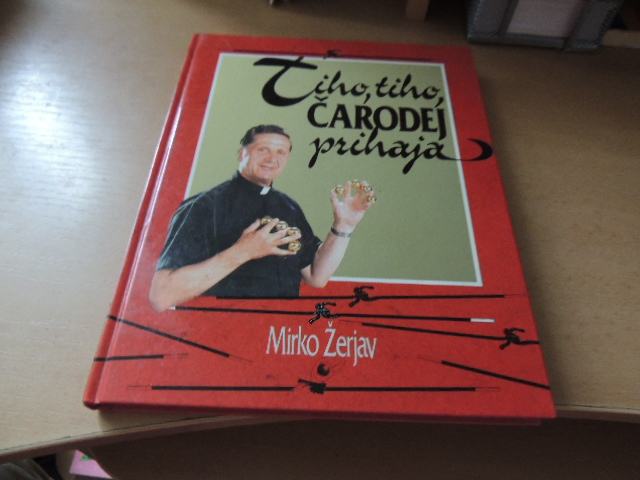 Tiho, tiho,
ČARODEJ
prihaja
Mirko Žerjav